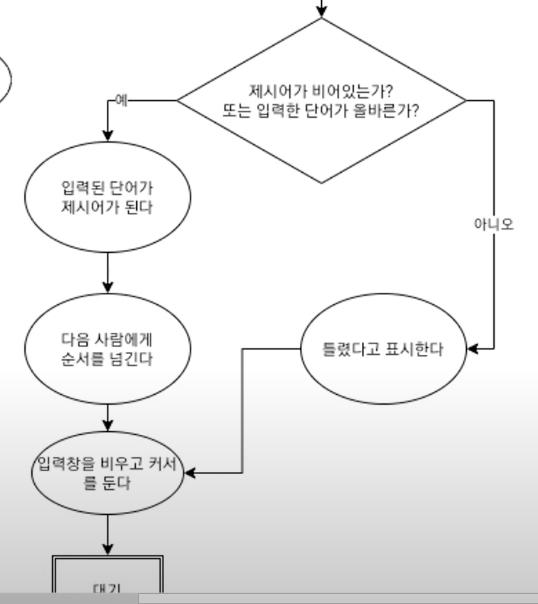 제시어가 비어있는가?
또는 입력한 단어가 올바른가?
예
입력된 단어가
제시어가 된다
아니오
다음 사람에게
순서를 넘긴다
틀렸다고 표시한다
입력창을 비우고 커서
를 둔다
대기